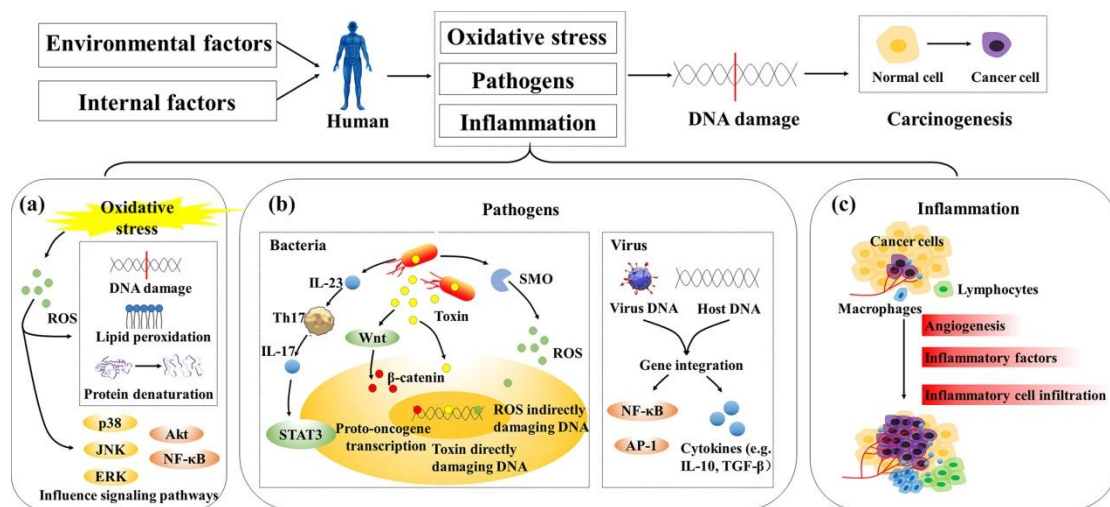 Environmental factors
Internal factors
Human
Oxidative stress
Pathogens
Inflammation
DNA damage
Normal cell
Cancer cell
Carcinogenesis
(a)
Oxidative
stress
ROS
DNA damage
Lipid peroxidation
Protein denaturation
p38
JNK
ERK
Akt
NF-κB
Influence signaling pathways
(b)
Pathogens
Bacteria
IL-23
Th17
IL-17
STAT3
Wnt
β-catenin
Toxin
SMO
ROS
Proto-oncogene
transcription
ROS indirectly
damaging DNA
Toxin directly
damaging DNA
Virus
Virus DNA
Host DNA
Gene integration
NF-κB
AP-1
Cytokines (e.g.
IL-10, TGF-β)
(c)
Inflammation
Cancer cells
Lymphocytes
Macrophages
Angiogenesis
Inflammatory factors
Inflammatory cell infiltration